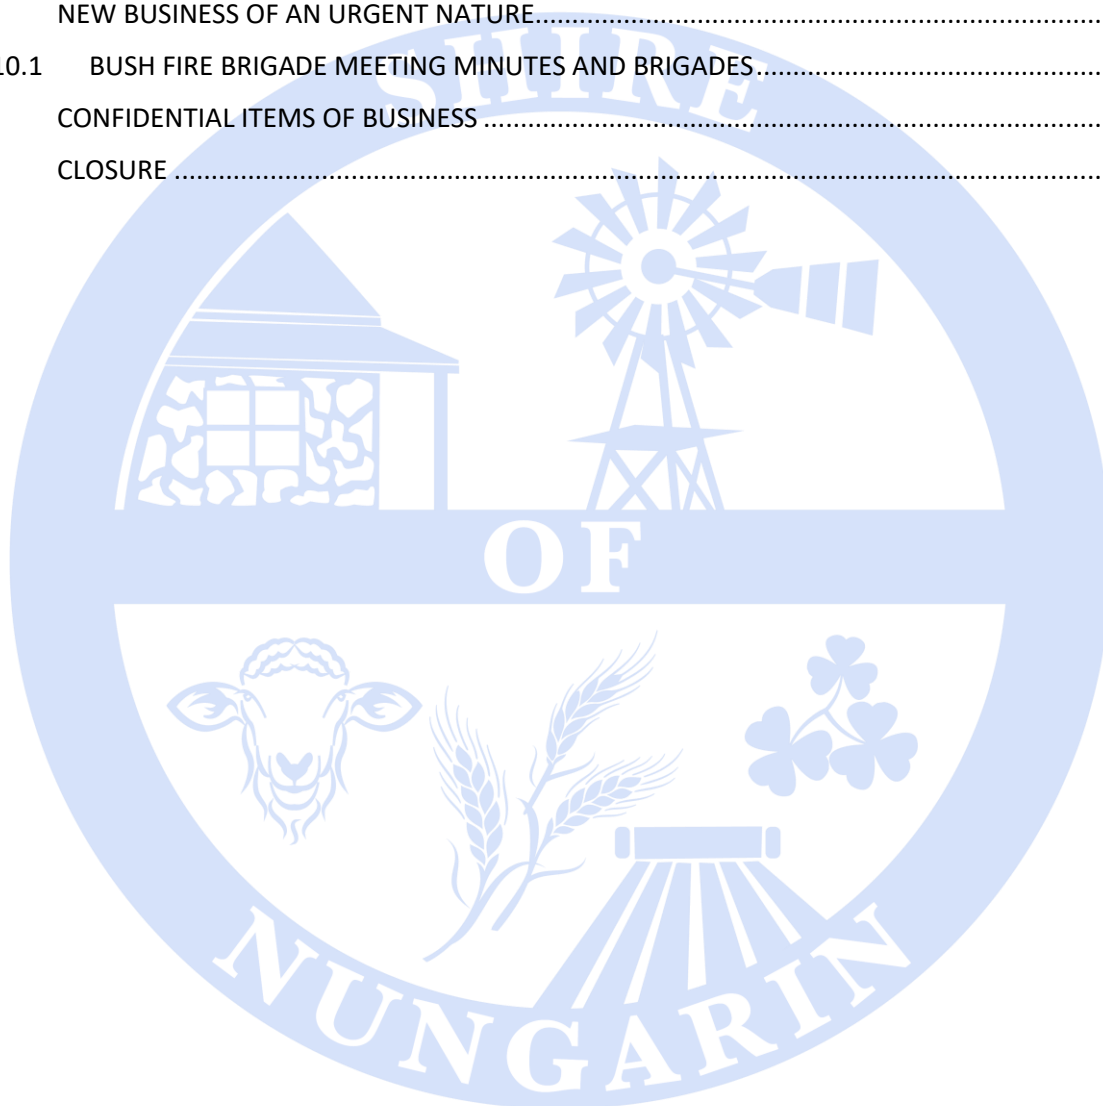 NEW BUSINESS OF AN URGENT NATURE................................................................................................
10.1 BUSH FIRE BRIGADE MEETING MINUTES AND BRIGADES..........................................................
CONFIDENTIAL ITEMS OF BUSINESS ..........................................................................................................
CLOSURE ..................................................................................................................................................
SHIRE
OF
NUNGARIN